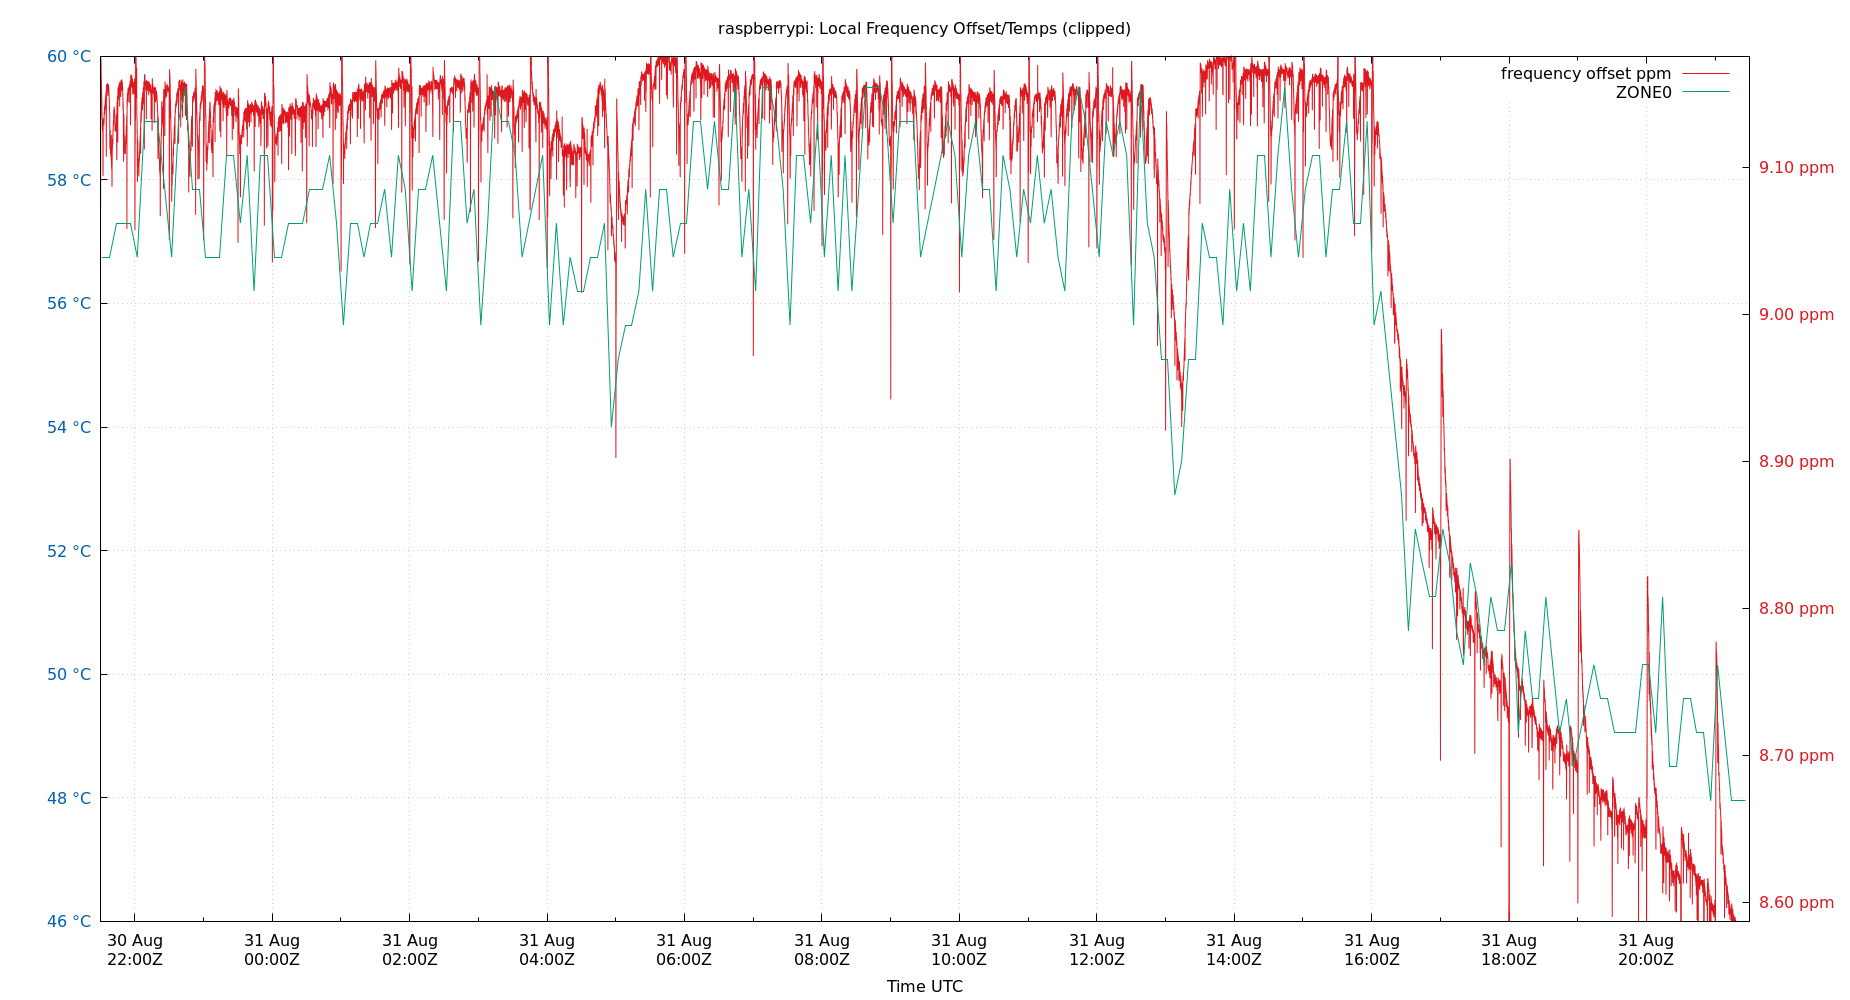 raspberrypi: Local Frequency Offset/Temps (clipped)
60 °C
58 °C
56 °C
54 °C
52 °C
50 °C
48 °C
46 °C
frequency offset ppm
ZONE0
9.10 ppm
9.00 ppm
8.90 ppm
8.80 ppm
8.70 ppm
8.60 ppm
30 Aug
22:00Z
31 Aug
00:00Z
31 Aug
02:00Z
31 Aug
04:00Z
31 Aug
06:00Z
31 Aug
08:00Z
31 Aug
10:00Z
31 Aug
12:00Z
31 Aug
14:00Z
31 Aug
16:00Z
31 Aug
18:00Z
31 Aug
20:00Z
Time UTC